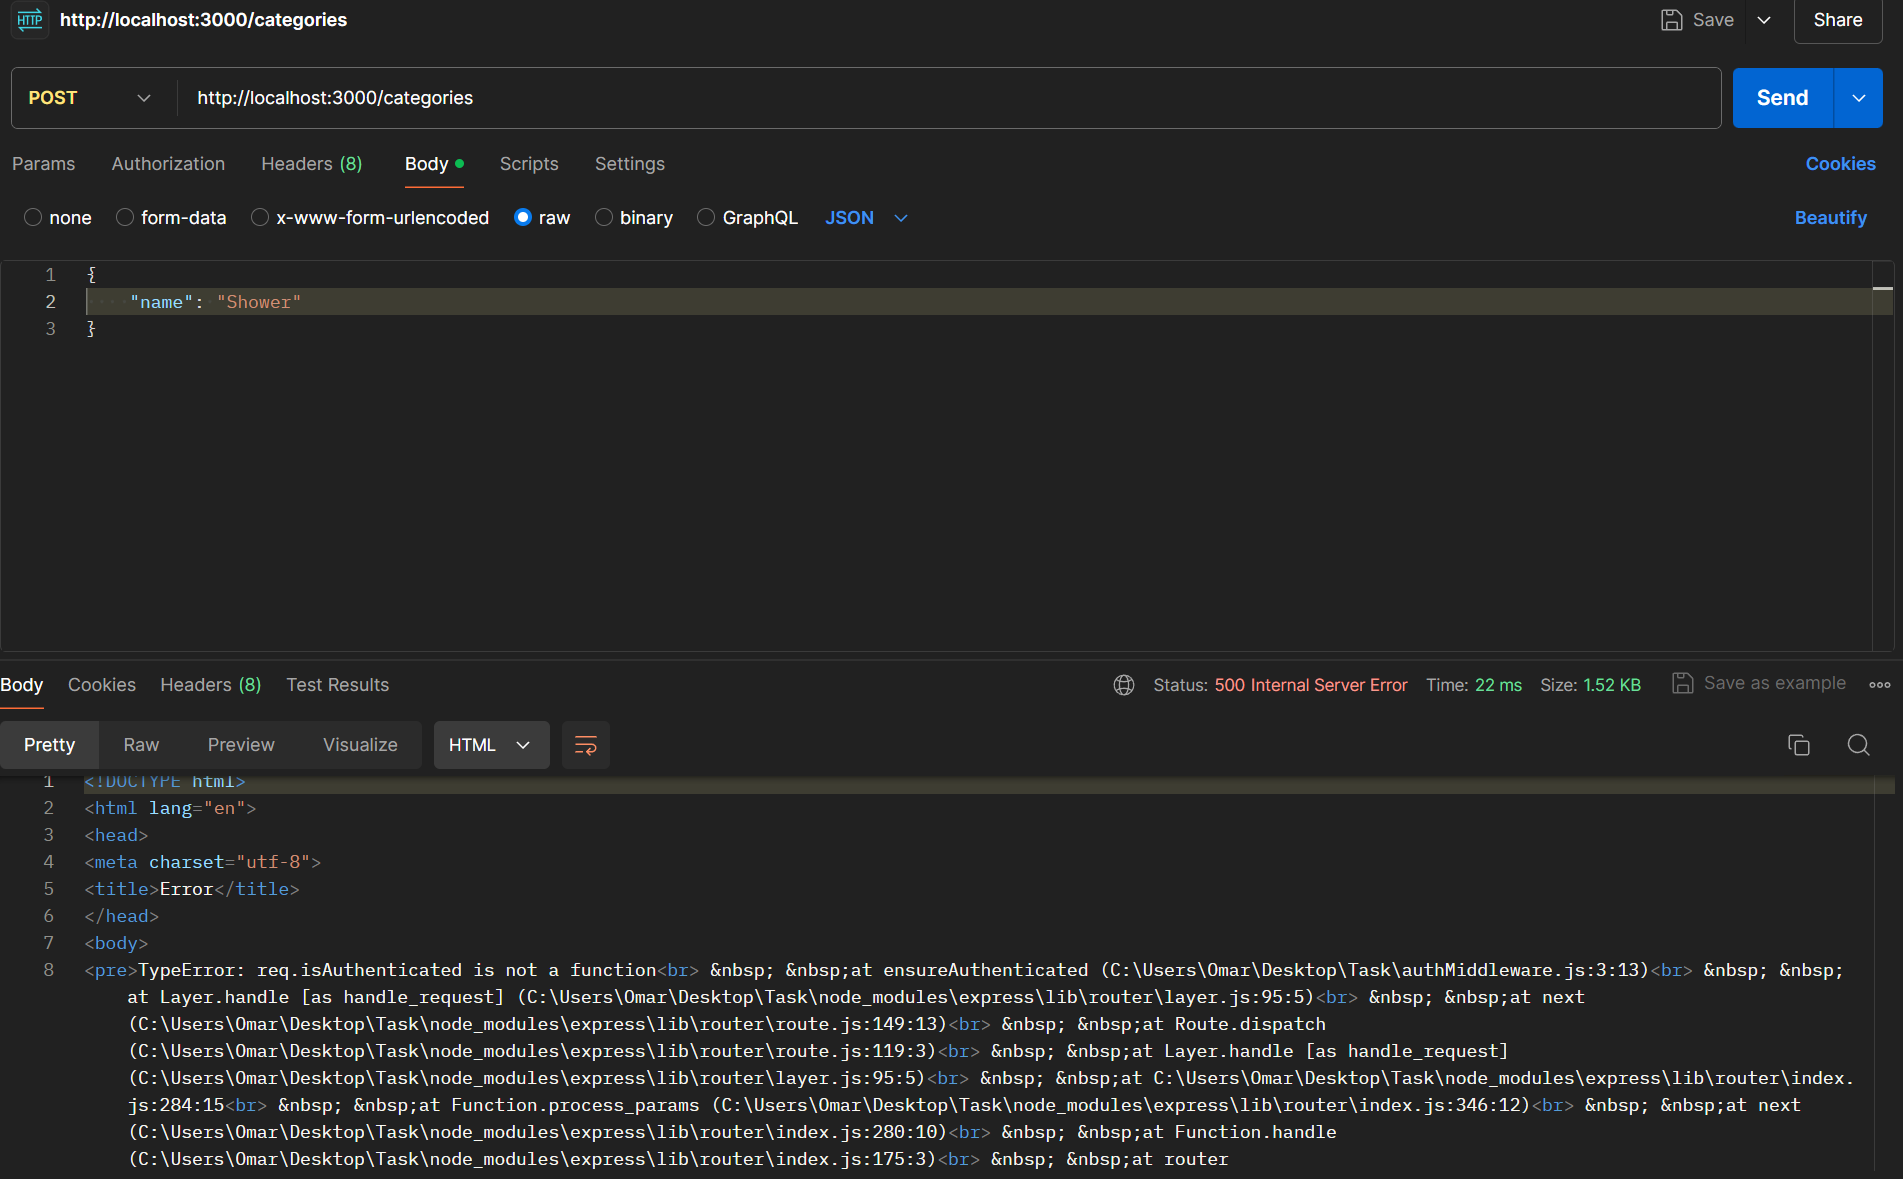 HTTP http://localhost:3000/categories Save Share
POST http://localhost:3000/categories Send
Params Authorization Headers (8) Body Scripts Settings Cookies
none form-data x-www-form-urlencoded raw binary GraphQL JSON Beautify
1 {
2 "name": "Shower"
3 }
Body Cookies Headers (8) Test Results Status: 500 Internal Server Error Time: 22 ms Size: 1.52 KB Save as example
Pretty Raw Preview Visualize HTML
1 <!DOCTYPE html>
2 <html lang="en">
3 <head>
4 <meta charset="utf-8">
5 <title>Error</title>
6 </head>
7 <body>
8 <pre>TypeError: req.isAuthenticated is not a function<br> &nbsp; &nbsp;at ensureAuthenticated (C:\Users\Omar\Desktop\Task\authMiddleware.js:3:13)<br> &nbsp; &nbsp;
at Layer.handle [as handle_request] (C:\Users\Omar\Desktop\Task\node_modules\express\lib\router\layer.js:95:5)<br> &nbsp; &nbsp;at next
(C:\Users\Omar\Desktop\Task\node_modules\express\lib\router\route.js:149:13)<br> &nbsp; &nbsp;at Route.dispatch
(C:\Users\Omar\Desktop\Task\node_modules\express\lib\router\route.js:119:3)<br> &nbsp; &nbsp;at Layer.handle [as handle_request]
(C:\Users\Omar\Desktop\Task\node_modules\express\lib\router\layer.js:95:5)<br> &nbsp; &nbsp;at C:\Users\Omar\Desktop\Task\node_modules\express\lib\router\index.
js:284:15<br> &nbsp; &nbsp;at Function.process_params (C:\Users\Omar\Desktop\Task\node_modules\express\lib\router\index.js:346:12)<br> &nbsp; &nbsp;at next
(C:\Users\Omar\Desktop\Task\node_modules\express\lib\router\index.js:280:10)<br> &nbsp; &nbsp;at Function.handle
(C:\Users\Omar\Desktop\Task\node_modules\express\lib\router\index.js:175:3)<br> &nbsp; &nbsp;at router